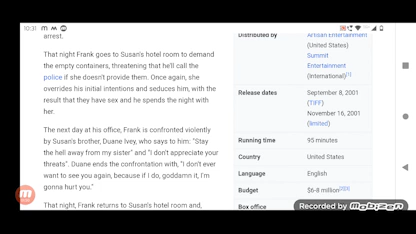 10:31
arrest.
That night Frank goes to Susan's hotel room to demand
the empty containers, threatening that he'll call the
police if she doesn't provide them. Once again, she
overrides his initial intentions and seduces him, with
the result that they have sex and he spends the night with
her.
The next day at his office, Frank is confronted violently
by Susan's brother, Duane Ivey, who says to him: "Stay
the hell away from my sister" and "I don't appreciate your
threats". Duane ends the confrontation with, "I don't ever
want to see you again, because if I do, goddamn it, I'm
gonna hurt you."
That night, Frank returns to Susan's hotel room and,
Distributed by Artisan Entertainment
(United States)
Summit
Entertainment
(International)[1]
Release dates September 8, 2001
(TIFF)
November 16, 2001
(limited)
Running time 95 minutes
Country United States
Language English
Budget $6-8 million
Box office
Recorded by mobizen